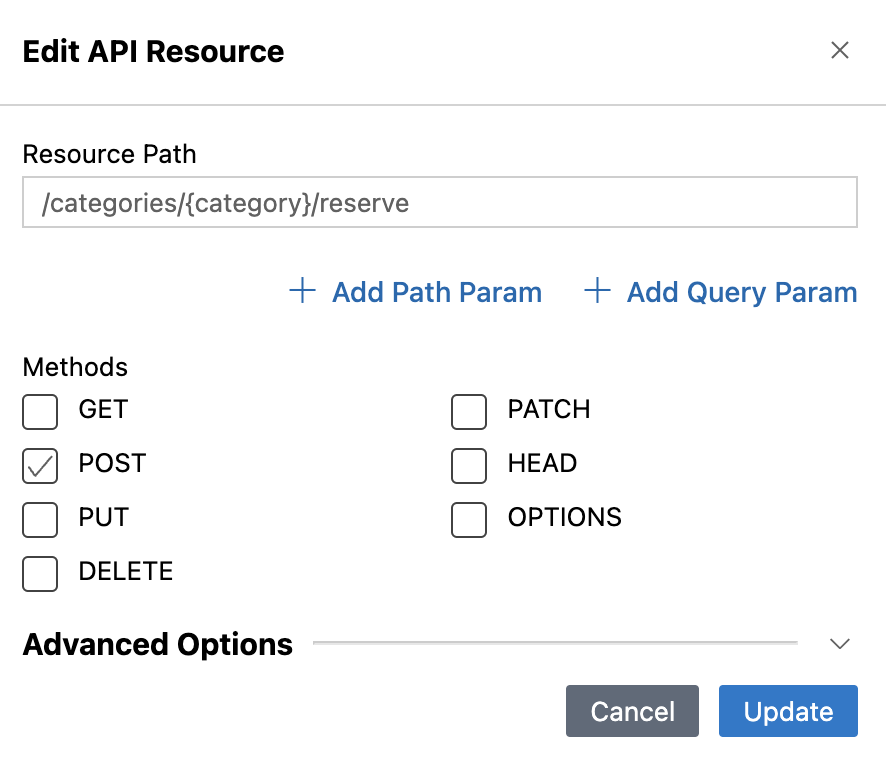 Edit API Resource
Resource Path
/categories/{category}/reserve
Add Path Param
Add Query Param
Methods
GET
PATCH
POST
HEAD
PUT
OPTIONS
DELETE
Advanced Options
Cancel
Update